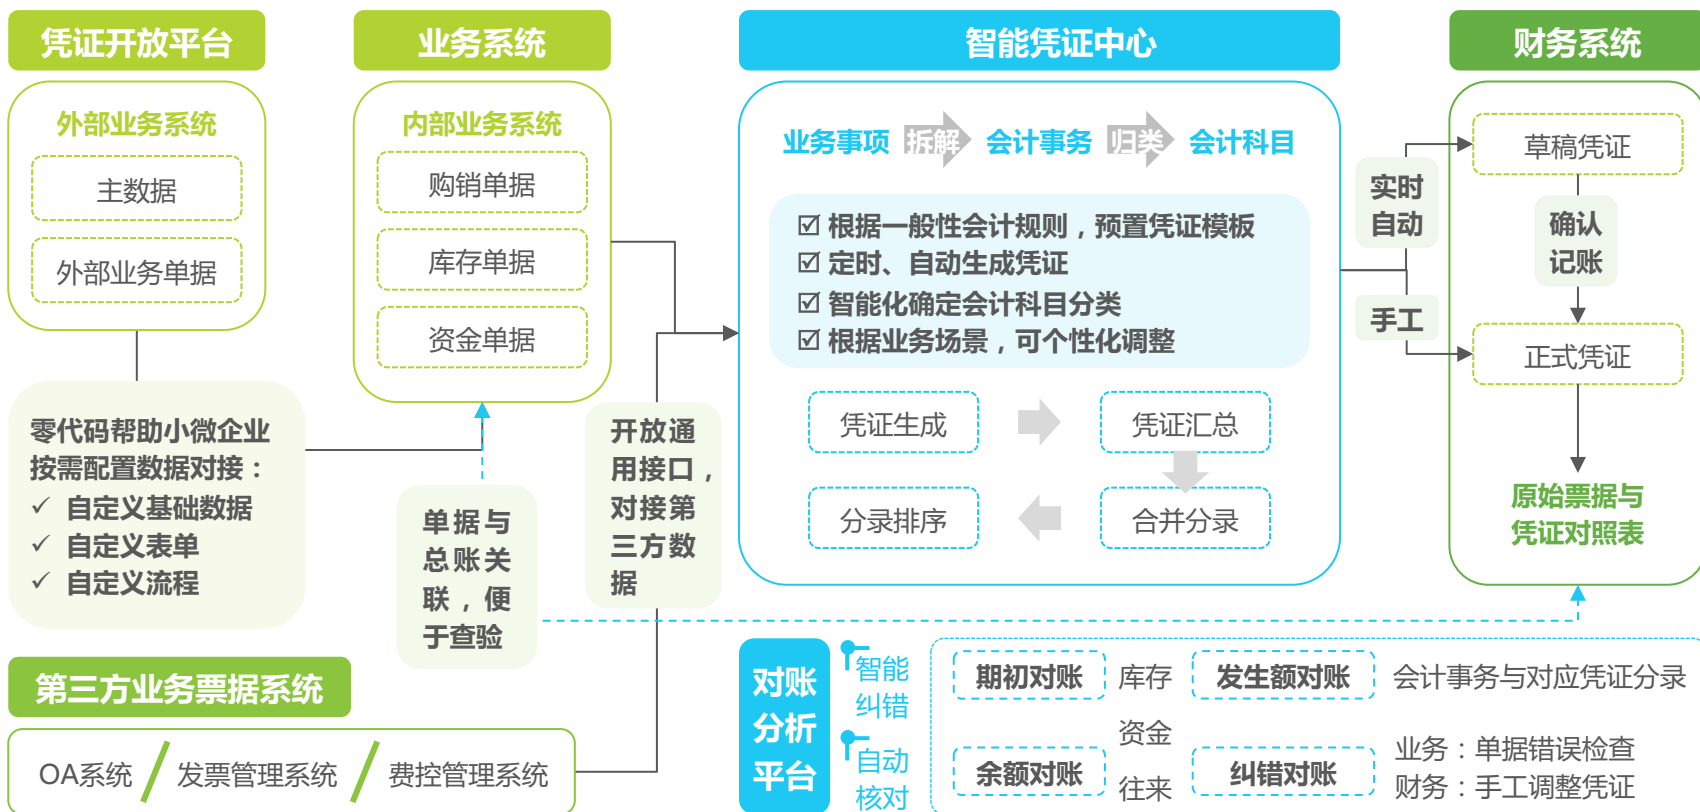 凭证开放平台
外部业务系统
主数据
外部业务单据
零代码帮助小微企业
按需配置数据对接：
✓ 自定义基础数据
✓ 自定义表单
✓ 自定义流程
业务系统
内部业务系统
购销单据
库存单据
资金单据
单据与
总账关
联，便
于查验
开放通
用接口，
对接第
三方数
据
第三方业务票据系统
OA系统 / 发票管理系统 / 费控管理系统
智能凭证中心
业务事项 拆解 会计事务 归类 会计科目
☑ 根据一般性会计规则，预置凭证模板
☑ 定时、自动生成凭证
☑ 智能化确定会计科目分类
☑ 根据业务场景，可个性化调整
凭证生成 凭证汇总
分录排序 合并分录
实时
自动
手工
财务系统
草稿凭证
确认
记账
正式凭证
原始票据与
凭证对照表
对账
分析
平台
智能
纠错
自动
核对
期初对账 库存 发生额对账 会计事务与对应凭证分录
资金
余额对账 往来 纠错对账 业务：单据错误检查
财务：手工调整凭证